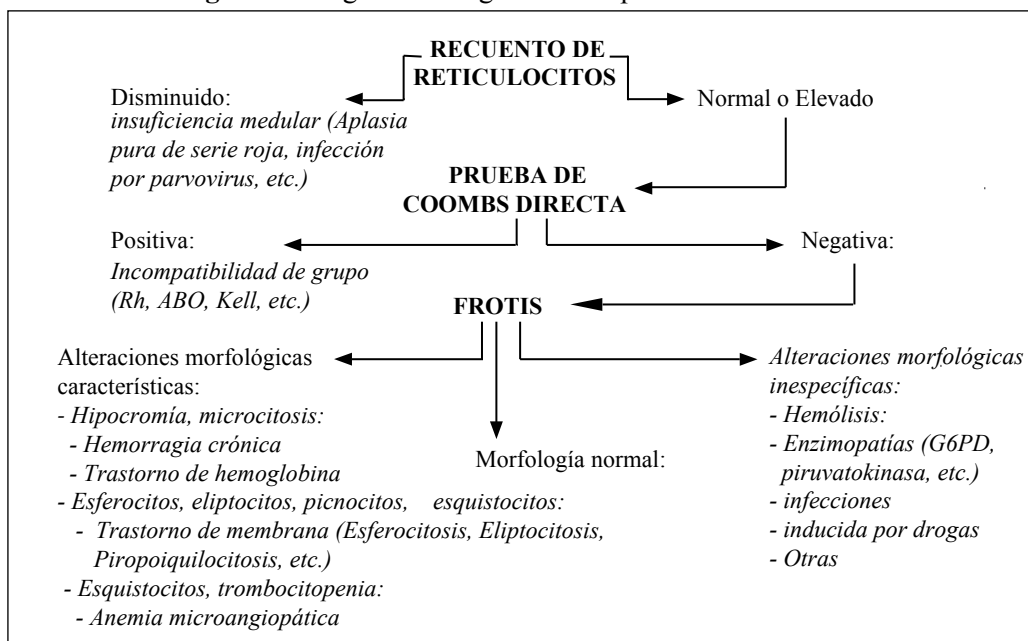 RECUENTO DE
RETICULOCITOS
Disminuido:
insuficiencia medular (Aplasia
pura de serie roja, infección
por parvovirus, etc.)
Normal o Elevado
PRUEBA DE
COOMBS DIRECTA
Positiva:
Incompatibilidad de grupo
(Rh, ABO, Kell, etc.)
Negativa:
FROTIS
Alteraciones morfológicas
características:
- Hipocromía, microcitosis:
- Hemorragia crónica
- Trastorno de hemoglobina
- Esferocitos, eliptocitos, picnocitos, esquistocitos:
- Trastorno de membrana (Esferocitosis, Eliptocitosis,
Piropoiquilocitosis, etc.)
- Esquistocitos, trombocitopenia:
- Anemia microangiopática
Morfología normal:
Alteraciones morfológicas
inespecíficas:
- Hemólisis:
- Enzimopatías (G6PD,
piruvatokinasa, etc.)
- infecciones
- inducida por drogas
- Otras